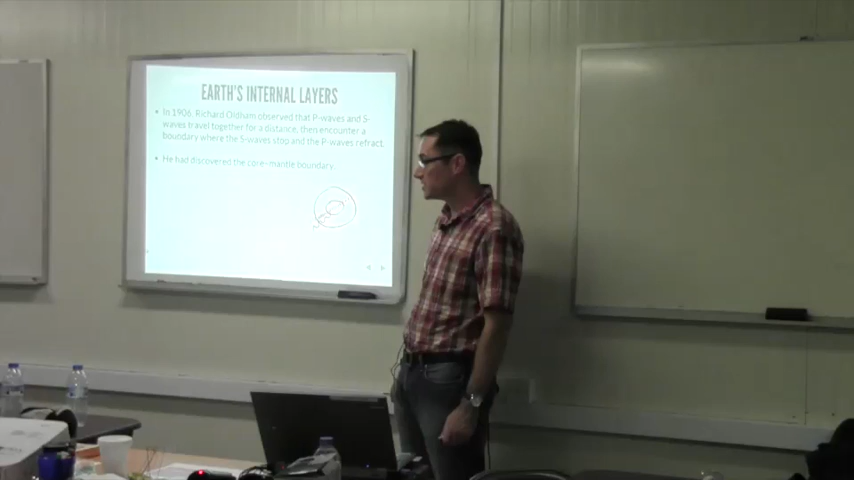 EARTH'S INTERNAL LAYERS
• In 1906, Richard Oldham observed that P-waves and S-
waves travel together for a distance, then encounter a
boundary where the S-waves stop and the P-waves refract.
• He had discovered the core-mantle boundary.